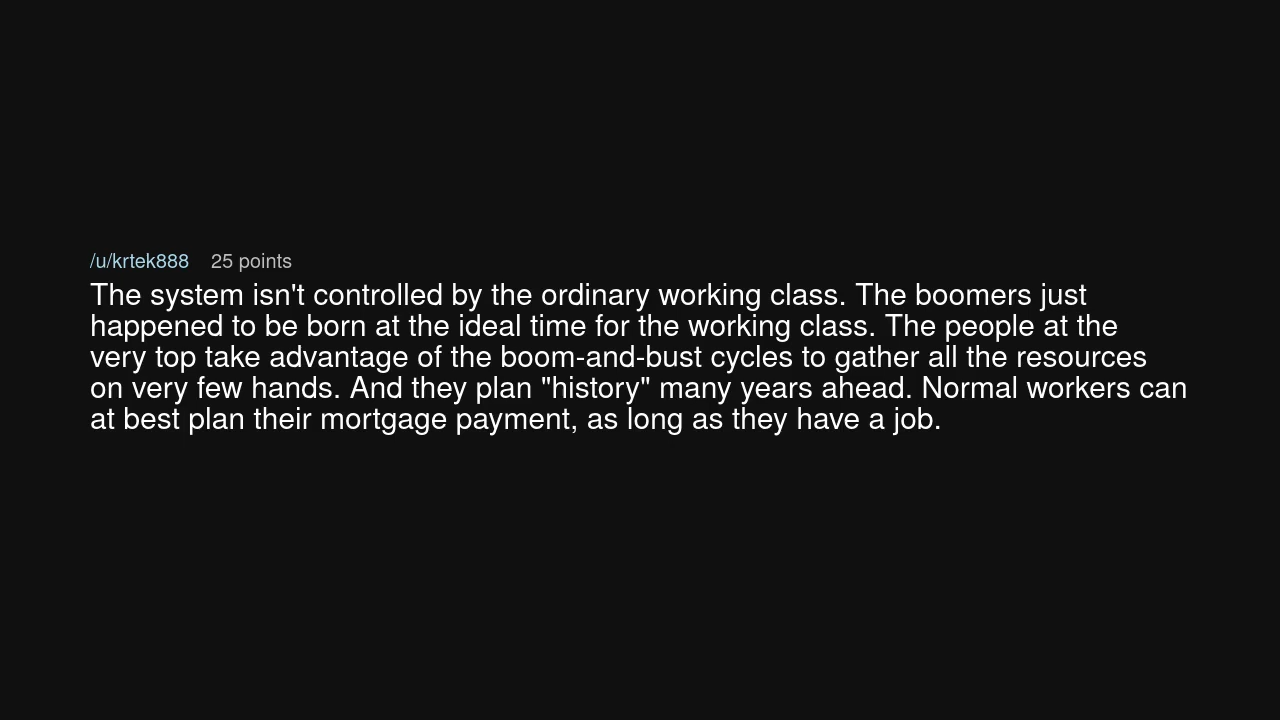 /u/krtek888 25 points
The system isn't controlled by the ordinary working class. The boomers just
happened to be born at the ideal time for the working class. The people at the
very top take advantage of the boom-and-bust cycles to gather all the resources
on very few hands. And they plan "history" many years ahead. Normal workers can
at best plan their mortgage payment, as long as they have a job.